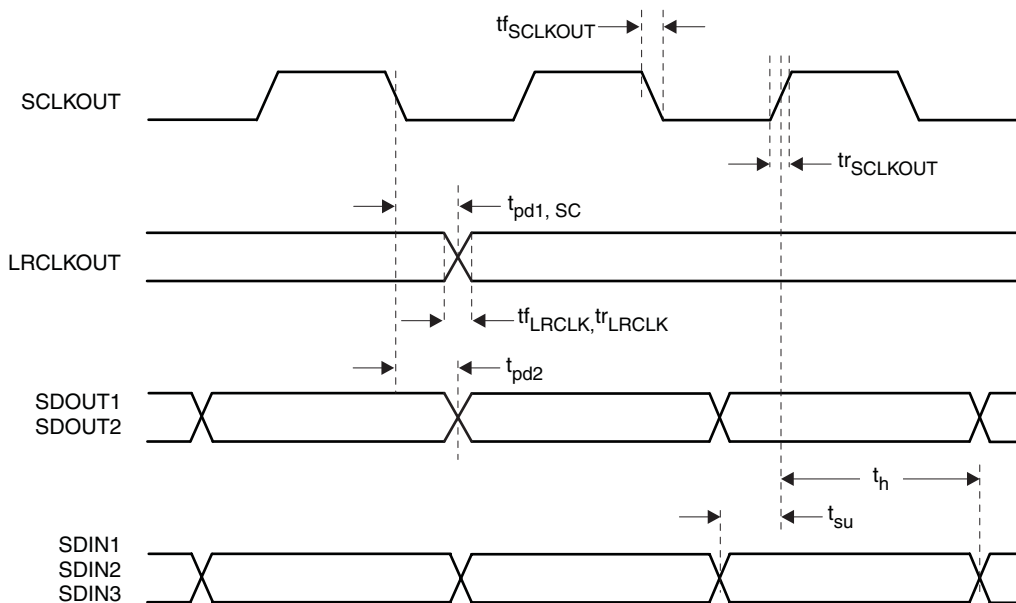 tfSCLKOUT
SCLKOUT
trSCLKOUT
tpd1, SC
LRCLKOUT
tfLRCLK,trLRCLK
tpd2
SDOUT1
SDOUT2
th
tsu
SDIN1
SDIN2
SDIN3